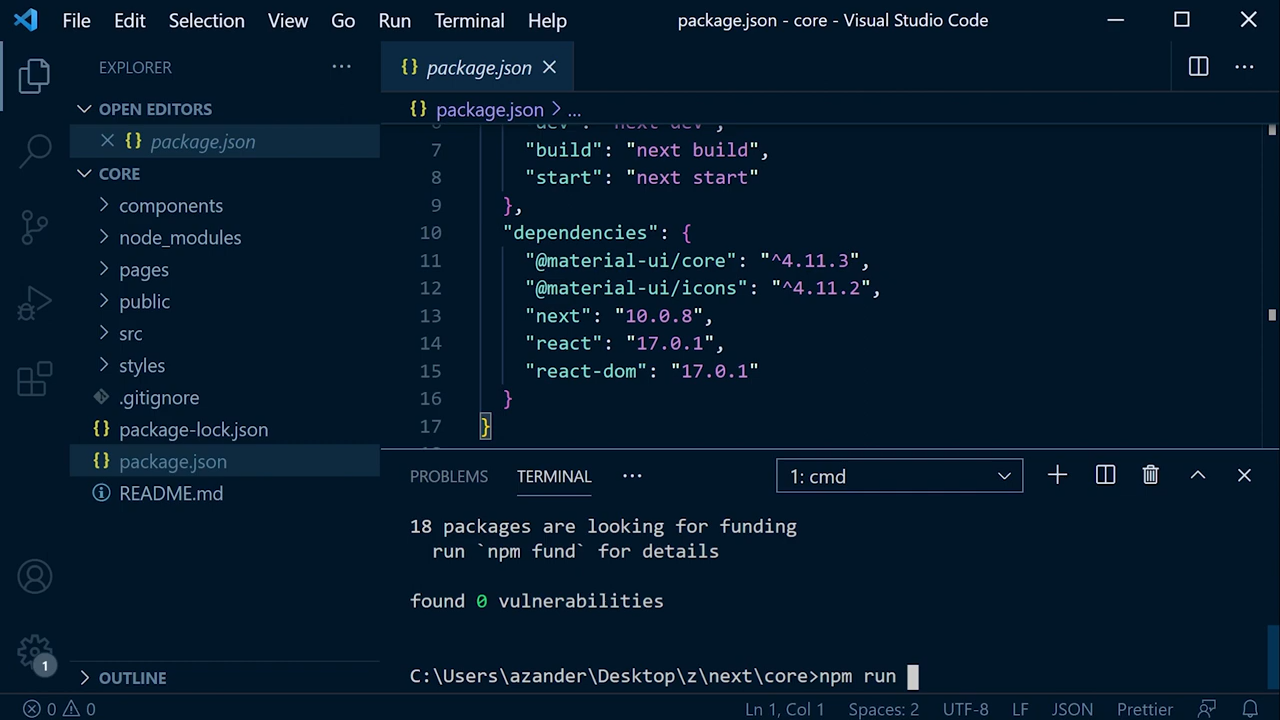 File Edit Selection View Go Run Terminal Help package.json - core - Visual Studio Code
EXPLORER ...
OPEN EDITORS
{} package.json
CORE
components
node_modules
pages
public
src
styles
.gitignore
{} package-lock.json
{} package.json
README.md
OUTLINE
{} package.json
{} package.json > ...
6 "dev": "next dev",
7 "build": "next build",
8 "start": "next start"
9 },
10 "dependencies": {
11 "@material-ui/core": "^4.11.3",
12 "@material-ui/icons": "^4.11.2",
13 "next": "10.0.8",
14 "react": "17.0.1",
15 "react-dom": "17.0.1"
16 }
17 }
PROBLEMS TERMINAL ... 1: cmd
18 packages are looking for funding
run `npm fund` for details
found 0 vulnerabilities
C:\Users\azander\Desktop\z\next\core>npm run
1
0 0 Ln 1, Col 1 Spaces: 2 UTF-8 LF JSON Prettier